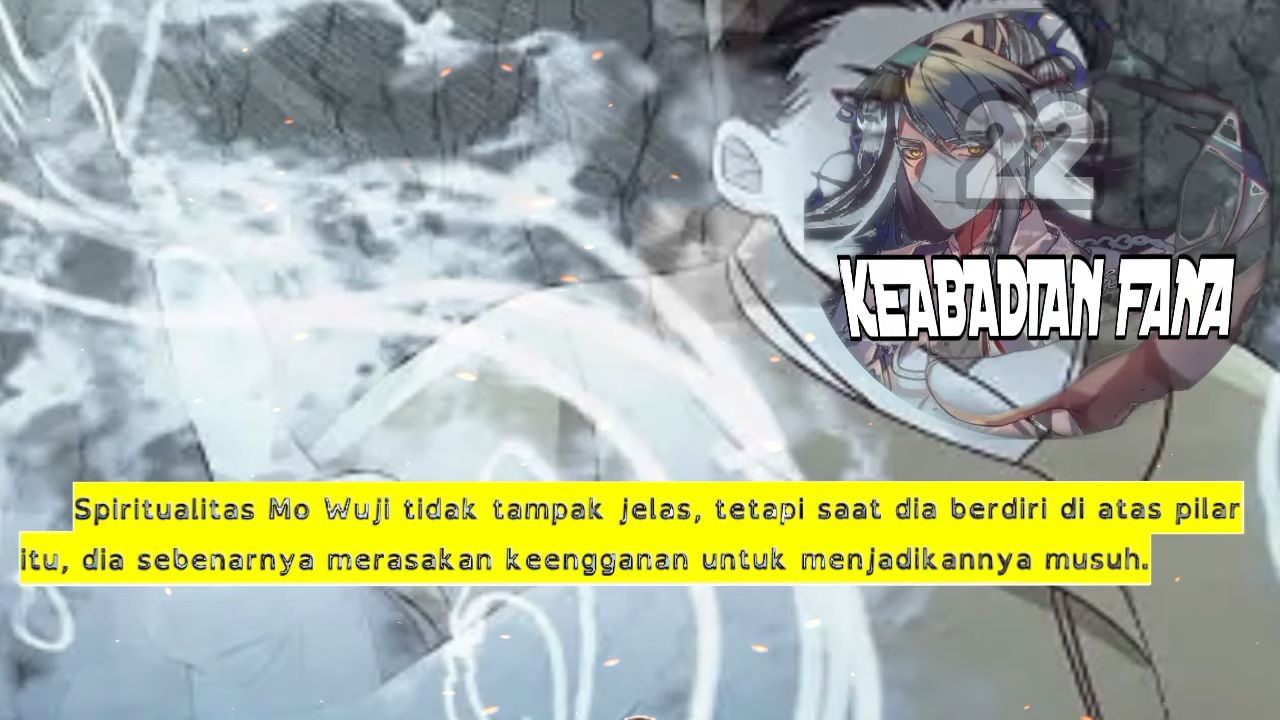 22
KEABADIAN FANA
Spiritualitas Mo Wuji tidak tampak jelas, tetapi saat dia berdiri di atas pilar
itu, dia sebenarnya merasakan keengganan untuk menjadikannya musuh.